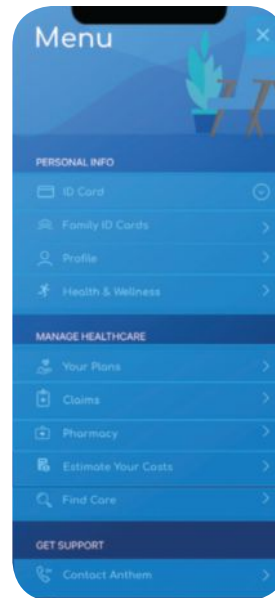 Menu
PERSONAL INFO
ID Card
Family ID Cards
Profile
Health & Wellness
MANAGE HEALTHCARE
Your Plans
Claims
Pharmacy
Estimate Your Costs
Find Care
GET SUPPORT
Contact Anthem